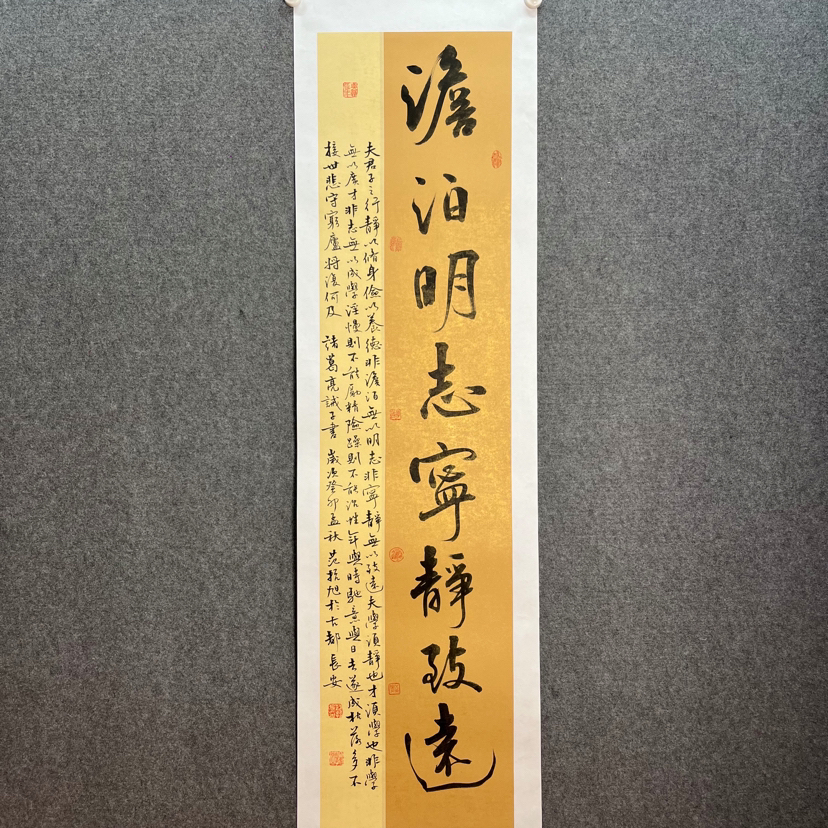 澹泊明志寧靜致遠
夫君子之行靜以脩身儉以養德非澹泊無以明志非寧靜無以致遠夫學須靜也才須學也非學
無以廣才非志無以成學淫慢則不能勵精險躁則不能治性年與時馳意與日去遂成枯落多不
接世悲守窮廬將復何及 諸葛亮誡子書 歲次癸卯孟秋 范旭於古都長安